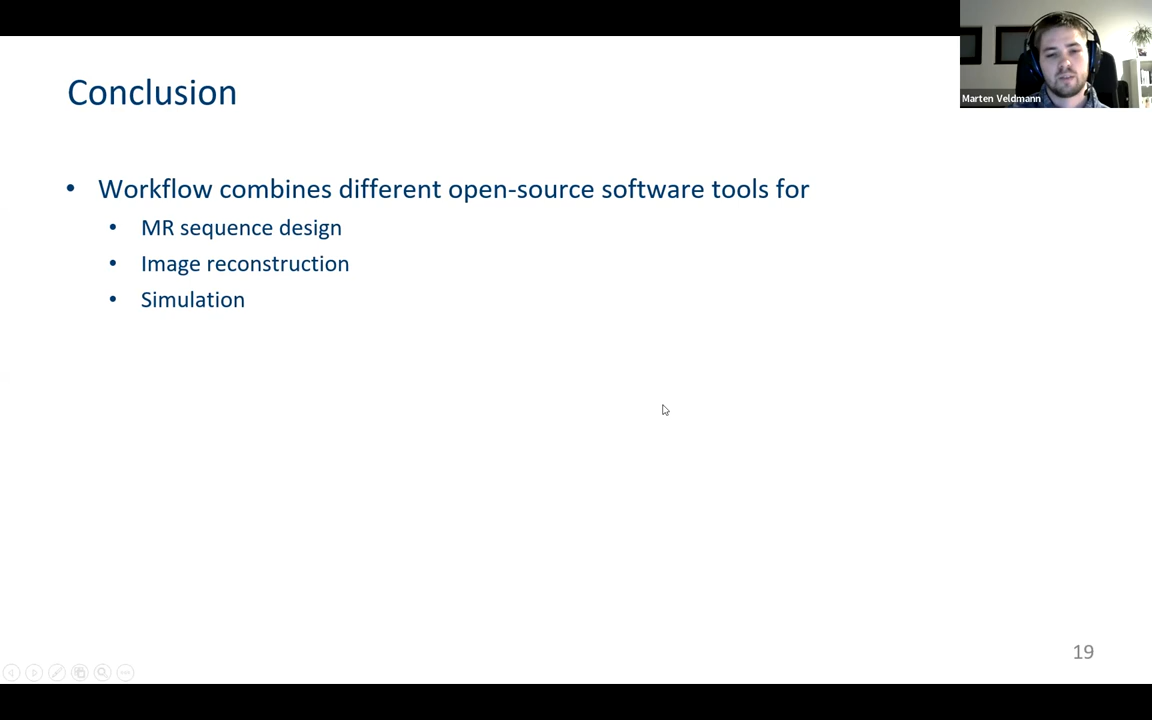 Conclusion
Marten Veldmann
• Workflow combines different open-source software tools for
• MR sequence design
• Image reconstruction
• Simulation
19